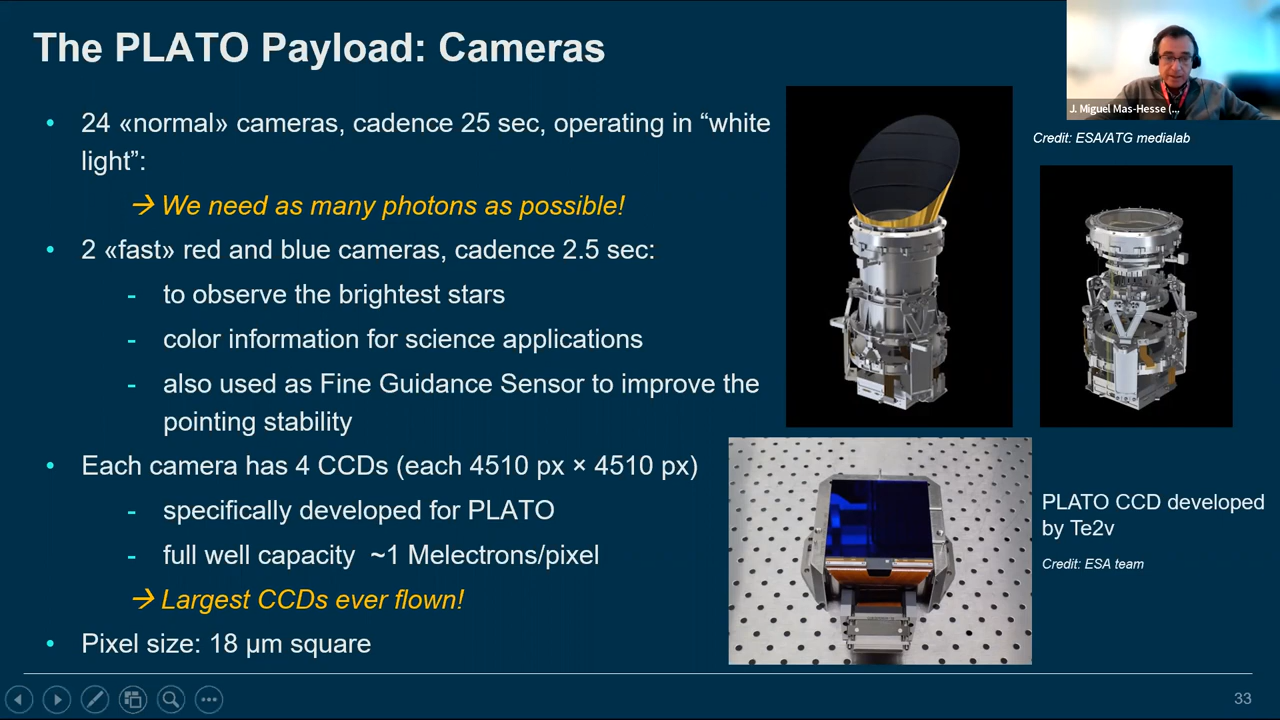 The PLATO Payload: Cameras
J. Miguel Mas-Hesse (...
Credit: ESA/ATG medialab
• 24 «normal» cameras, cadence 25 sec, operating in “white
light”:
→ We need as many photons as possible!
• 2 «fast» red and blue cameras, cadence 2.5 sec:
- to observe the brightest stars
- color information for science applications
- also used as Fine Guidance Sensor to improve the
pointing stability
• Each camera has 4 CCDs (each 4510 px × 4510 px)
- specifically developed for PLATO
- full well capacity ~1 Melectrons/pixel
→ Largest CCDs ever flown!
• Pixel size: 18 µm square
PLATO CCD developed
by Te2v
Credit: ESA team
33